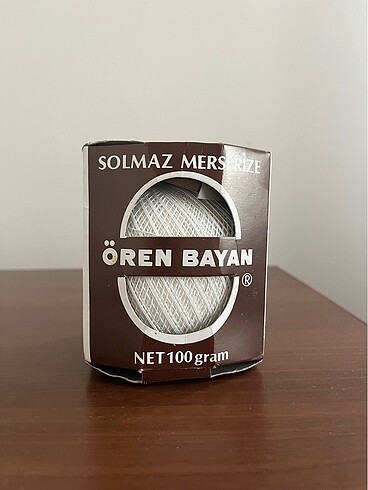 SOLMAZ MERSERİZE
ÖREN BAYAN
®
NET 100 gram